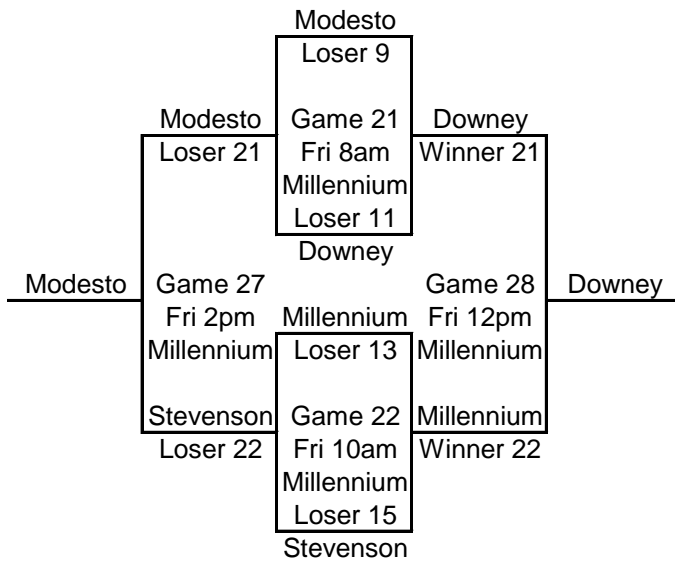 Modesto
Loser 9
Modesto Game 21 Downey
Loser 21 Fri 8am Winner 21
Millennium
Loser 11
Downey
Modesto Game 27 Game 28 Downey
Fri 2pm Millennium Fri 12pm
Millennium Loser 13 Millennium
Stevenson Game 22 Millennium
Loser 22 Fri 10am Winner 22
Millennium
Loser 15
Stevenson